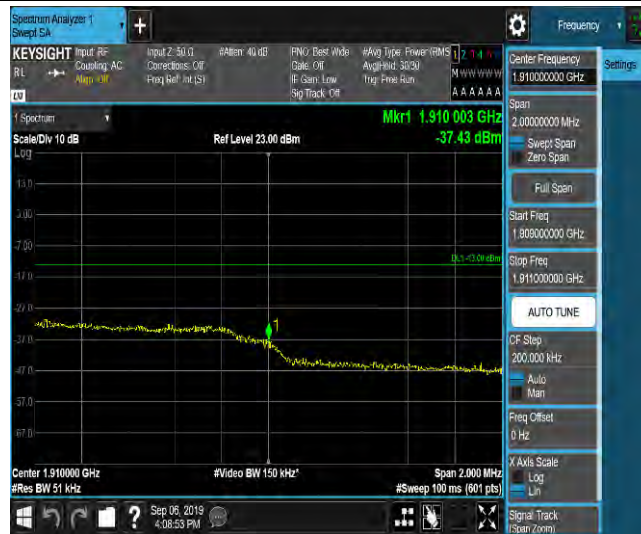 Spectrum Analyzer 1
Swept SA
+
Frequency
KEYSIGHT
RL
Input: RF
Coupling: AC
Align: Off
Input Z: 50 Ω
Corrections: Off
Freq Ref: Int (S)
#Atten: 40 dB
PNO: Best Wide
Gate: Off
IF Gain: Low
Sig Track: Off
#Avg Type: Power (RMS
Avg|Hold: 30/30
Trig: Free Run
M W W W W W
A A A A A A
LXI
1 Spectrum
Scale/Div 10 dB
Ref Level 23.00 dBm
Mkr1 1.910 003 GHz
-37.43 dBm
Log
13.0
3.00
-7.00
-17.0
-27.0
-37.0
-47.0
-57.0
-67.0
DL1 -13.00 dBm
1
Center 1.910000 GHz
#Video BW 150 kHz*
Span 2.000 MHz
#Res BW 51 kHz
#Sweep 100 ms (601 pts)
Sep 06, 2019
4:08:53 PM
?
Center Frequency
1.910000000 GHz
Settings
Span
2.00000000 MHz
Swept Span
Zero Span
Full Span
Start Freq
1.909000000 GHz
Stop Freq
1.911000000 GHz
AUTO TUNE
CF Step
200.000 kHz
Auto
Man
Freq Offset
0 Hz
X Axis Scale
Log
Lin
Signal Track
(Span Zoom)